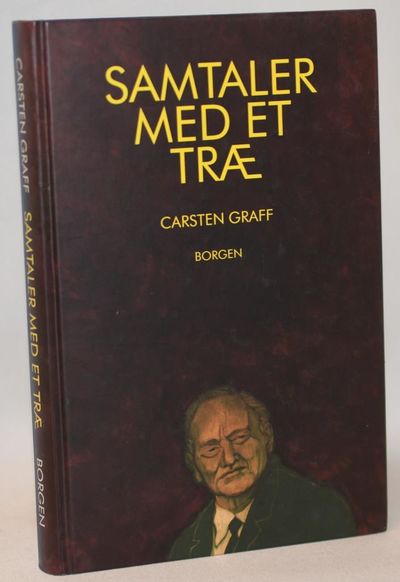 SAMTALER
MED ET
TRÆ
CARSTEN GRAFF
BORGEN
CARSTEN GRAFF SAMTALER MED ET TRÆ BORGEN